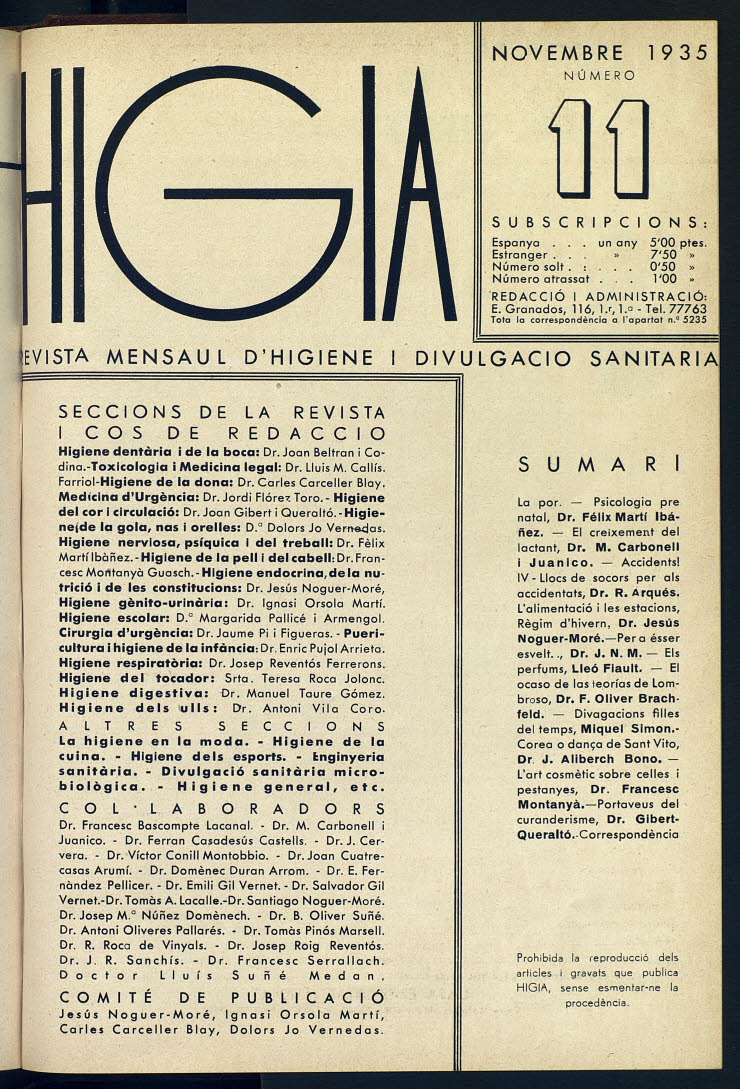 HIGIA
NOVEMBRE 1935
NÚMERO
11
SUBSCRIPCIONS:
Espanya . . . un any 5'00 ptes.
Estranger . . . » 7'50 »
Número solt . : . . . 0'50 »
Número atrassat . . . 1'00 »
REDACCIÓ I ADMINISTRACIÓ:
E. Granados, 116, 1.r, 1.ª - Tel. 77763
Tota la correspondència a l'apartat n.º 5235
REVISTA MENSAUL D'HIGIENE I DIVULGACIO SANITARIA
SECCIONS DE LA REVISTA
I COS DE REDACCIO
Higiene dentària i de la boca: Dr. Joan Beltran i Co-
dina.-Toxicologia i Medicina legal: Dr. Lluis M. Callís.
Farriol-Higiene de la dona: Dr. Carles Carceller Blay.
Medicina d'Urgència: Dr. Jordi Flórez Toro. - Higiene
del cor i circulació: Dr. Joan Gibert i Queraltó. - Higie-
ne de la gola, nas i orelles: D.ª Dolors Jo Vernedas.
Higiene nerviosa, psíquica i del treball: Dr. Fèlix
Martí Ibàñez. - Higiene de la pell i del cabell: Dr. Fran-
cesc Montanyà Guasch. - Higiene endocrina, de la nu-
trició i de les constitucions: Dr. Jesús Noguer-Moré,
Higiene gènito-urinària: Dr. Ignasi Orsola Martí.
Higiene escolar: D.ª Margarida Pallicé i Armengol.
Cirurgia d'urgència: Dr. Jaume Pi i Figueras. - Pueri-
cultura i higiene de la infància: Dr. Enric Pujol Arrieta.
Higiene respiratòria: Dr. Josep Reventós Ferrerons.
Higiene del tocador: Srta. Teresa Roca Jolonc.
Higiene digestiva: Dr. Manuel Taure Gómez.
Higiene dels ulls: Dr. Antoni Vila Coro.
ALTRES SECCIONS
La higiene en la moda. - Higiene de la
cuina. - Higiene dels esports. - Enginyeria
sanitària. - Divulgació sanitària micro-
biològica. - Higiene general, etc.
COL·LABORADORS
Dr. Francesc Bascompte Lacanal. - Dr. M. Carbonell i
Juanico. - Dr. Ferran Casadesús Castells. - Dr. J. Cer-
vera. - Dr. Víctor Conill Montobbio. - Dr. Joan Cuatre-
casas Arumí. - Dr. Domènec Duran Arrom. - Dr. E. Fer-
nàndez Pellicer. - Dr. Emili Gil Vernet. - Dr. Salvador Gil
Vernet.-Dr. Tomàs A. Lacalle.-Dr. Santiago Noguer-Moré.
Dr. Josep M.ª Núñez Domènech. - Dr. B. Oliver Suñé.
Dr. Antoni Oliveres Pallarés. - Dr. Tomàs Pinós Marsell.
Dr. R. Roca de Vinyals. - Dr. Josep Roig Reventós.
Dr. J. R. Sanchís. - Dr. Francesc Serrallach.
Doctor Lluís Suñé Medan.
COMITÉ DE PUBLICACIÓ
Jesús Noguer-Moré, Ignasi Orsola Martí,
Carles Carceller Blay, Dolors Jo Vernedas.
SUMARI
La por. — Psicologia pre
natal, Dr. Félix Martí Ibá-
ñez. — El creixement del
lactant, Dr. M. Carbonell
i Juanico. — Accidents!
IV - Llocs de socors per als
accidentats, Dr. R. Arqués.
L'alimentació i les estacions,
Règim d'hivern, Dr. Jesús
Noguer-Moré.—Per a ésser
esvelt.., Dr. J. N. M. — Els
perfums, Lleó Flault. — El
ocaso de las teorías de Lom-
broso, Dr. F. Oliver Brach-
feld. — Divagacions filles
del temps, Miquel Simon.-
Corea o dança de Sant Vito,
Dr. J. Aliberch Bono. —
L'art cosmètic sobre celles i
pestanyes, Dr. Francesc
Montanyà.—Portaveus del
curanderisme, Dr. Gibert-
Queraltó.-Correspondència
Prohibida la reproducció dels
articles i gravats que publica
HIGIA, sense esmentar-ne la
procedència.